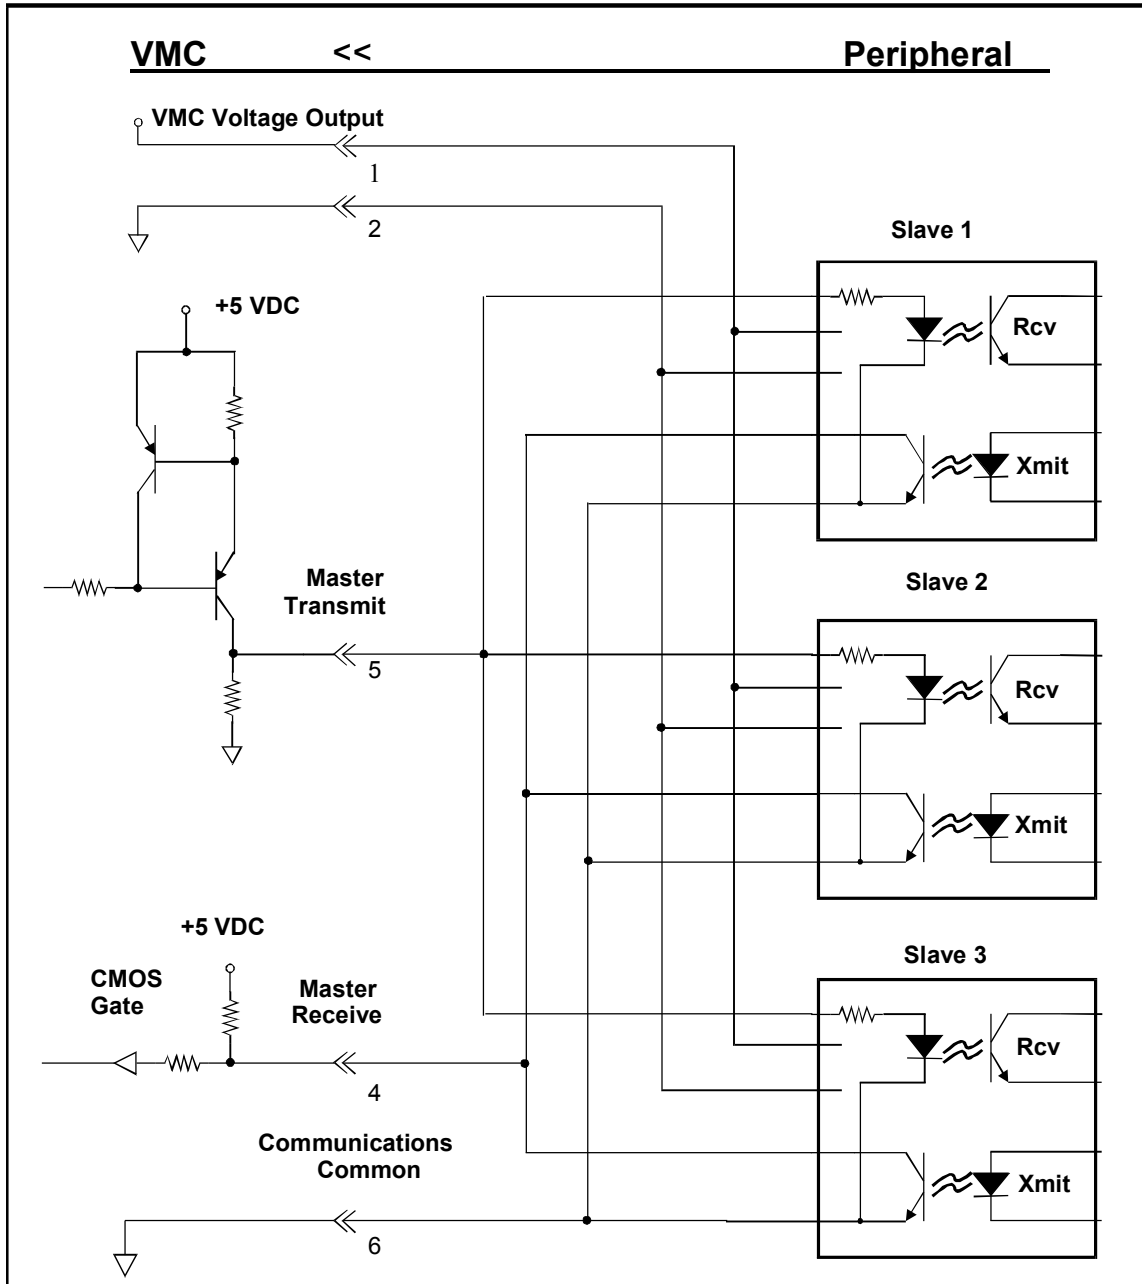 VMC << Peripheral
VMC Voltage Output
1
2
Slave 1
+5 VDC
Rcv
Xmit
Master
Transmit
5
Slave 2
Rcv
Xmit
+5 VDC
CMOS
Gate
Master
Receive
4
Slave 3
Rcv
Communications
Common
6
Xmit